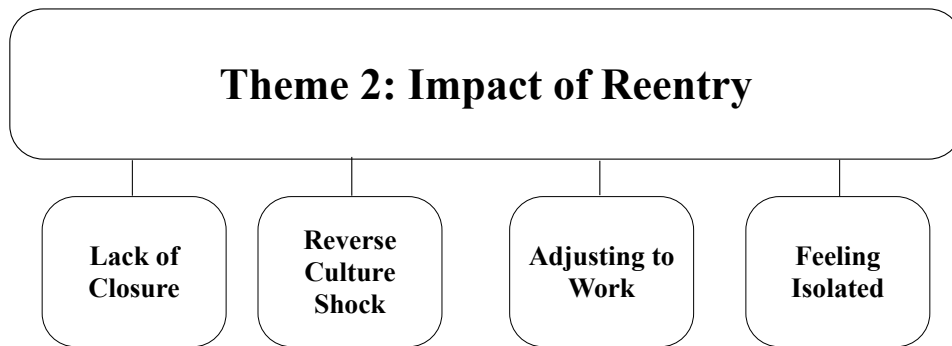 Theme 2: Impact of Reentry
Lack of
Closure
Reverse
Culture
Shock
Adjusting to
Work
Feeling
Isolated